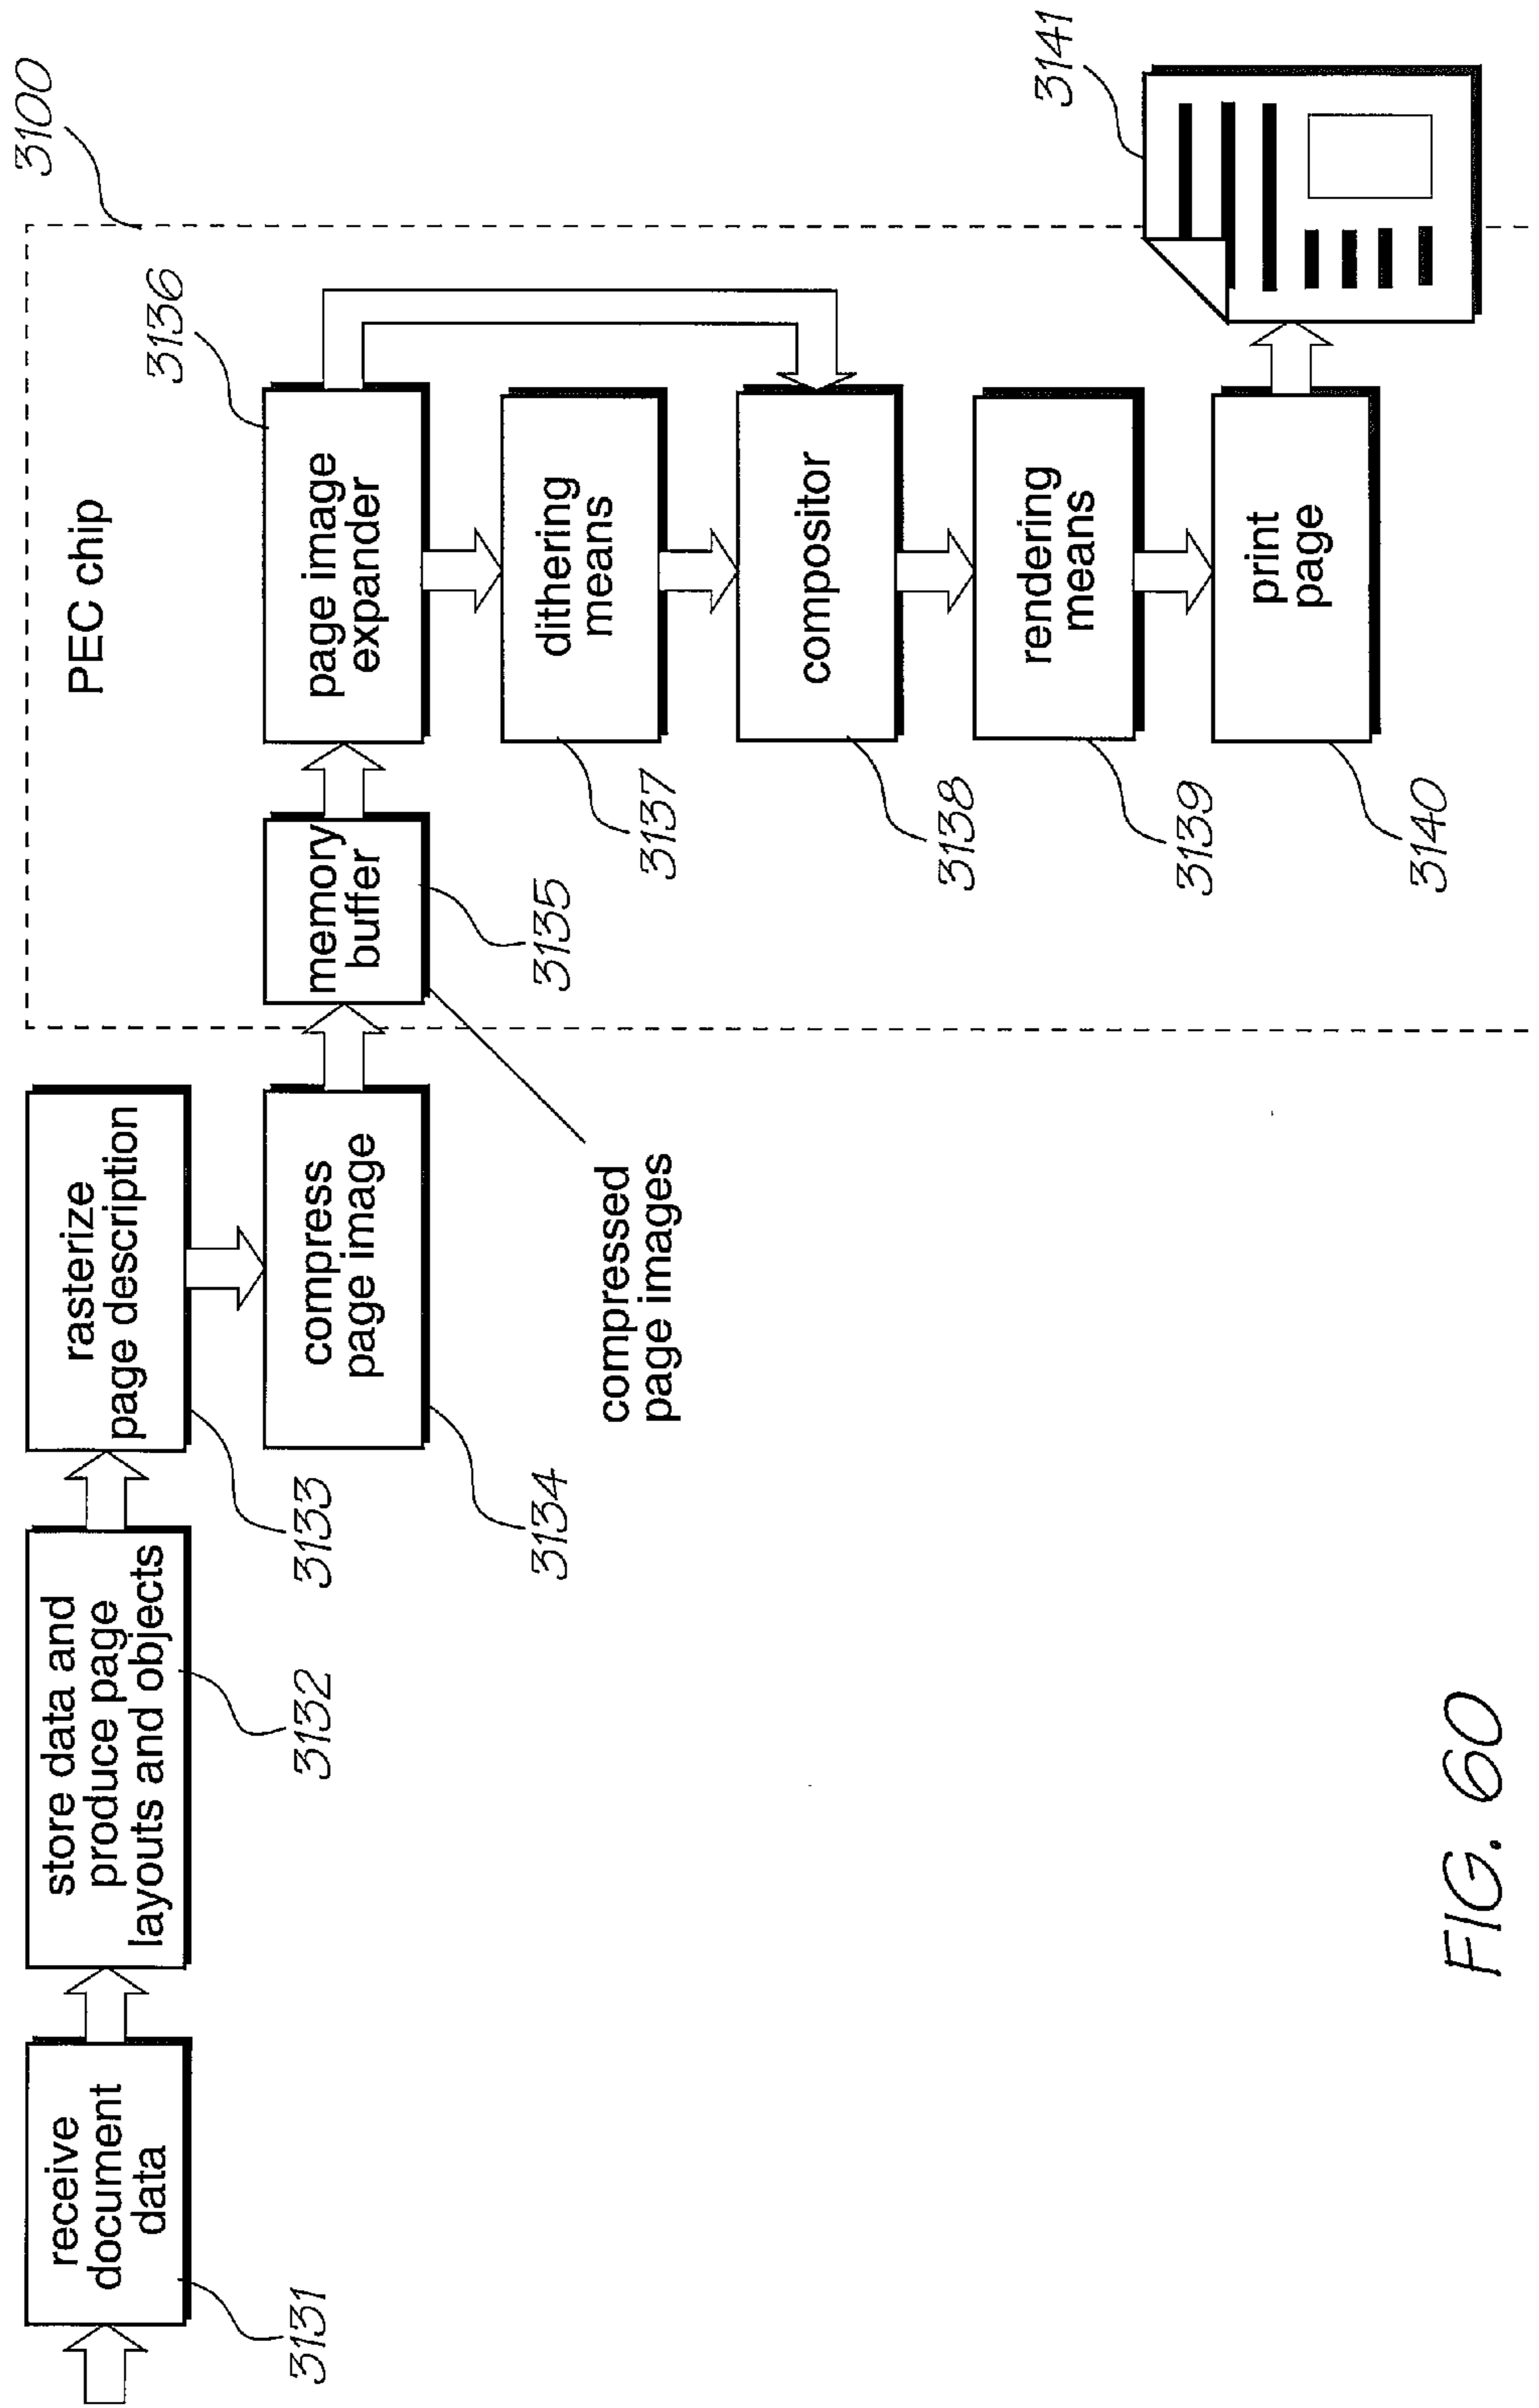 3100
PEC chip
3141
receive
document
data
3131
store data and
produce page
layouts and objects
3132
rasterize
page description
3133
compress
page image
3134
compressed
page images
memory
buffer
3135
page image
expander
3136
dithering
means
3137
compositor
3138
rendering
means
3139
print
page
3140
FIG. 60